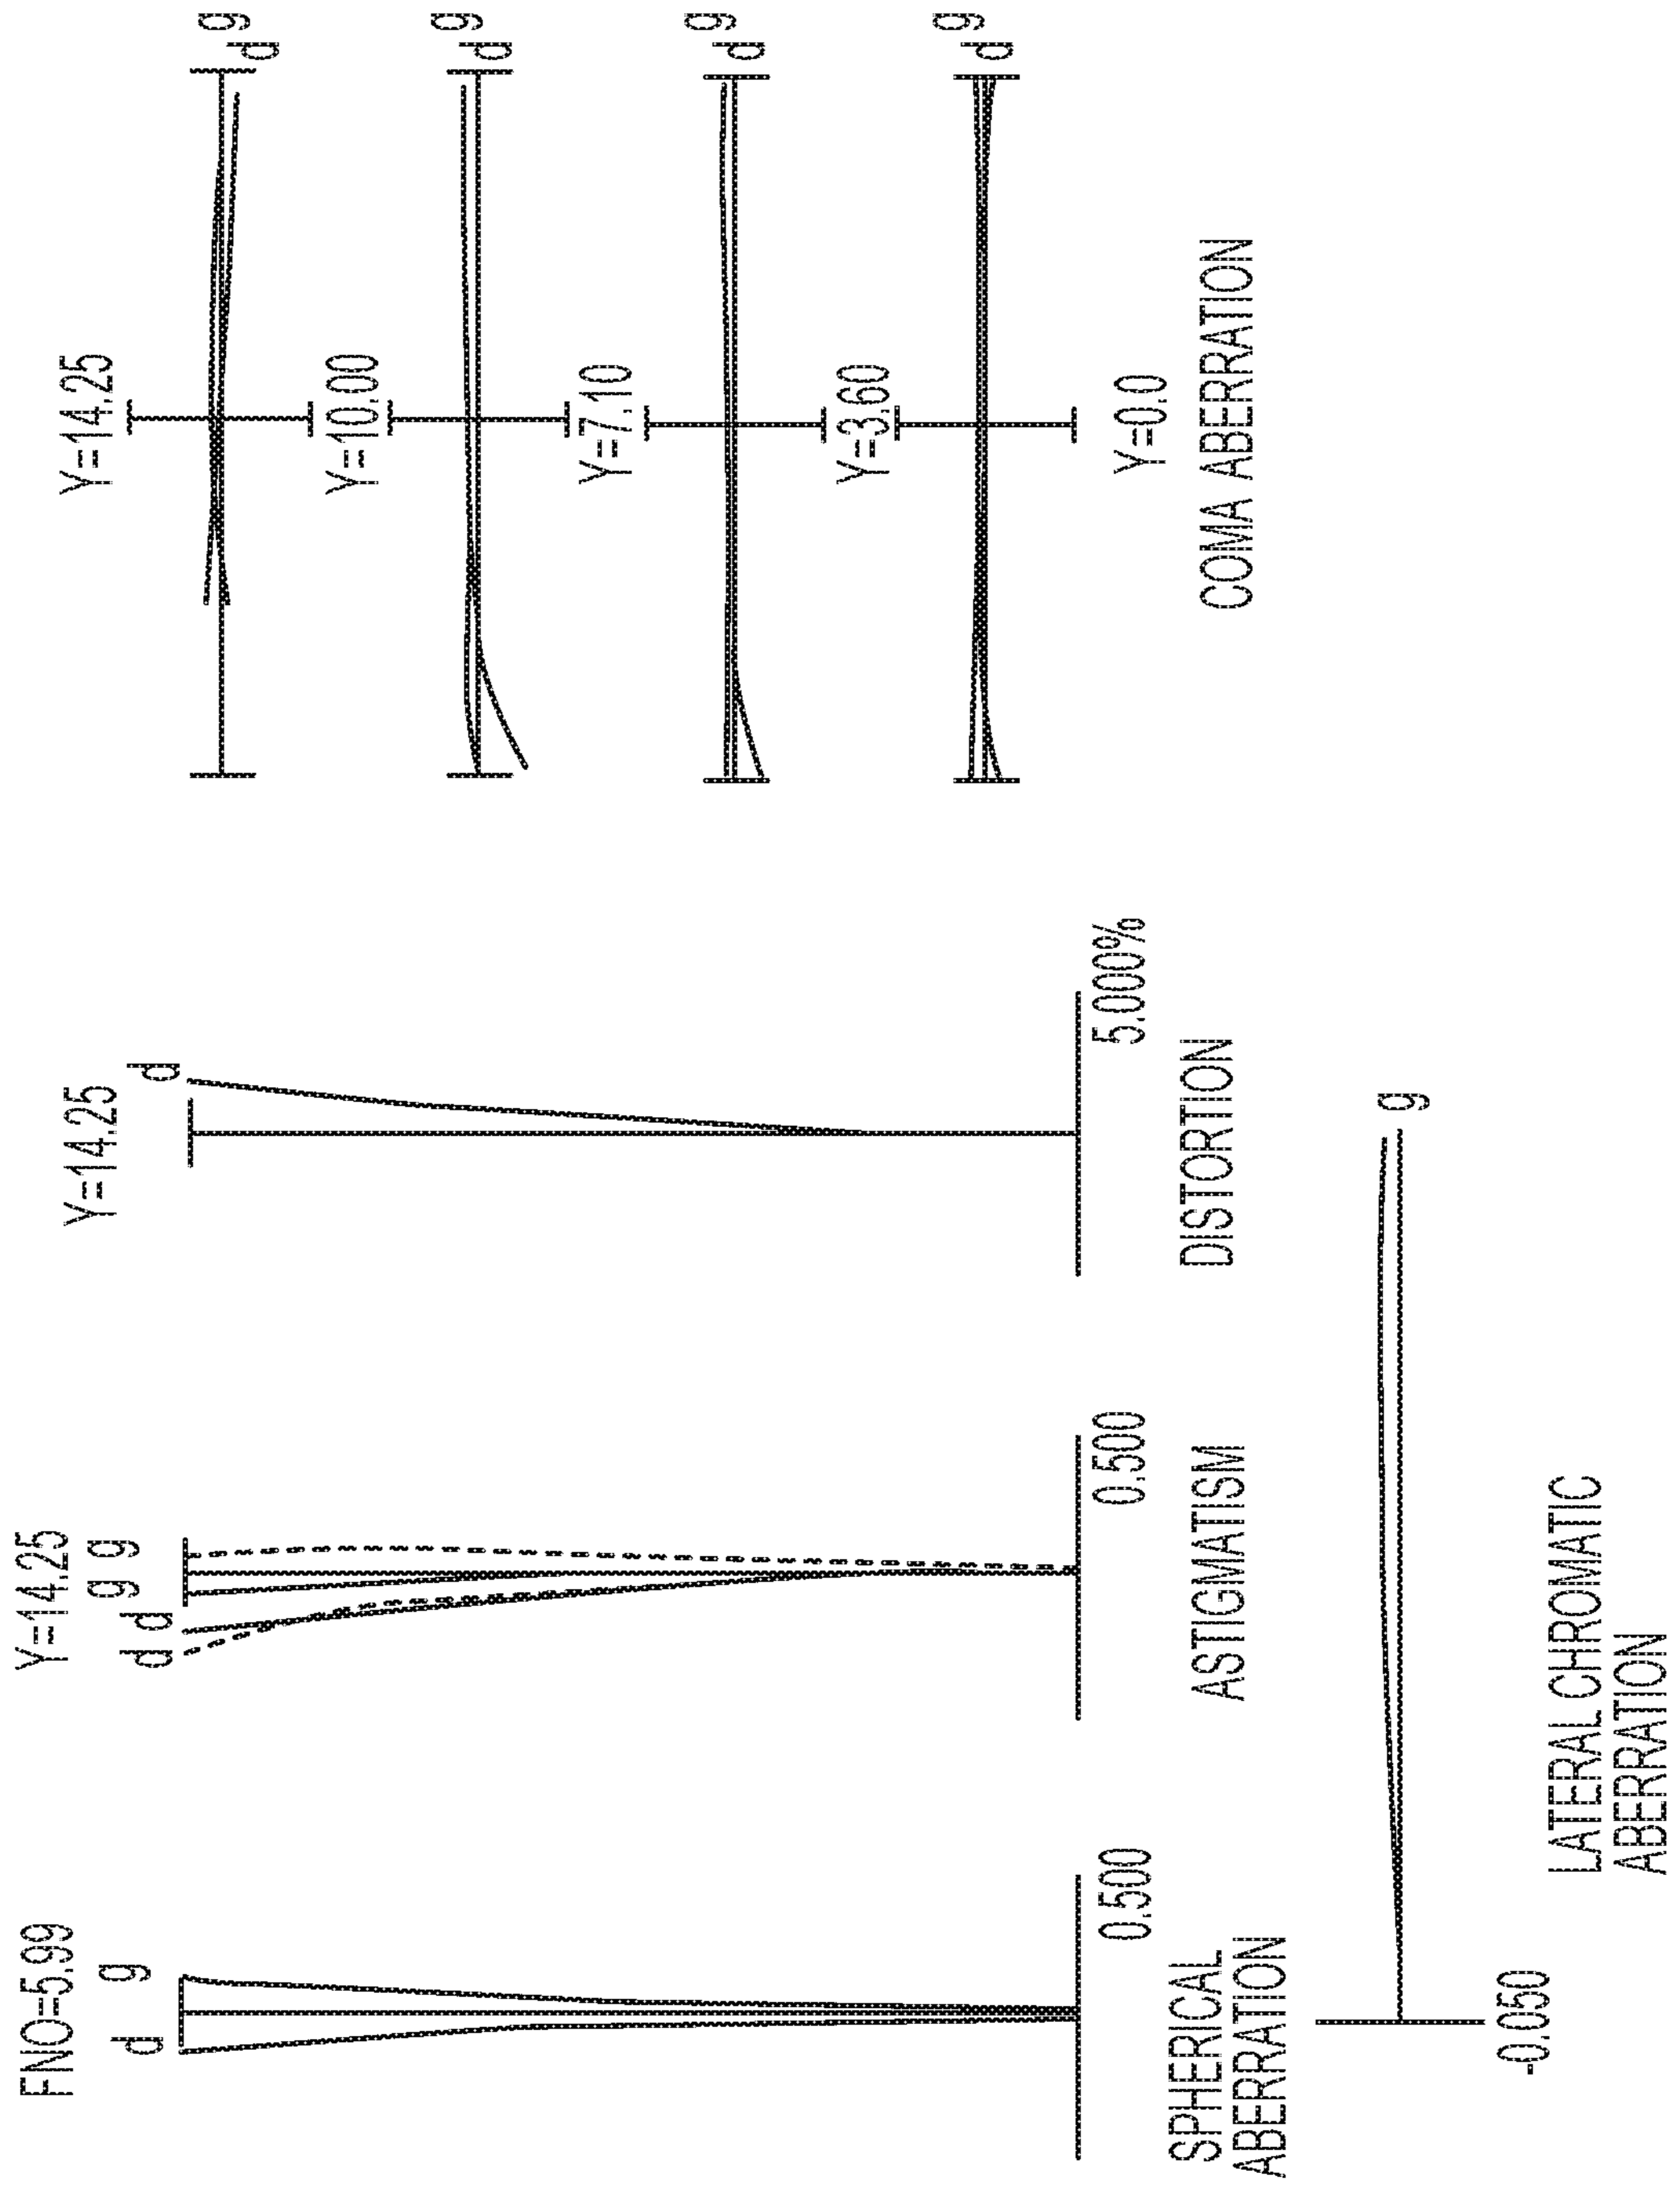 FNO=5.99
d g
0.500
SPHERICAL
ABERRATION
Y=14.25
d d g g
0.500
ASTIGMATISM
Y=14.25
d
5.000%
DISTORTION
Y=14.25
g
d
Y=10.00
g
d
Y=7.10
g
d
Y=3.60
g
d
Y=0.0
COMA ABERRATION
g
-0.050
LATERAL CHROMATIC
ABERRATION